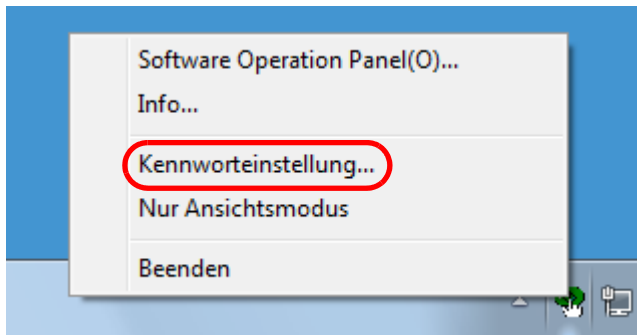 Software Operation Panel(O)...
Info...
Kennworteinstellung...
Nur Ansichtsmodus
Beenden